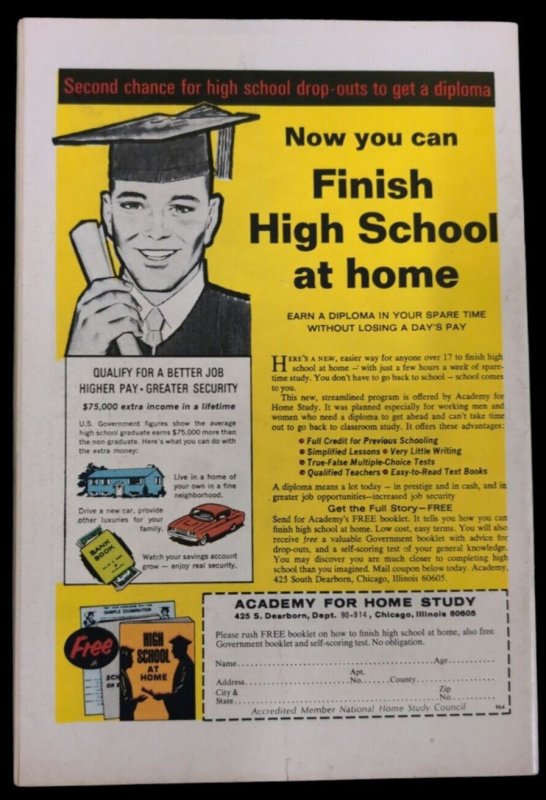 Second chance for high school drop-outs to get a diploma
Now you can
Finish
High School
at home
EARN A DIPLOMA IN YOUR SPARE TIME
WITHOUT LOSING A DAY'S PAY
HERE'S A NEW, easier way for anyone over 17 to finish high
school at home — with just a few hours a week of spare-
time study. You don't have to go back to school — school comes
to you.
This new, streamlined program is offered by Academy for
Home Study. It was planned especially for working men and
women who need a diploma to get ahead and can't take time
out to go back to classroom study. It offers these advantages:
• Full Credit for Previous Schooling
• Simplified Lessons • Very Little Writing
• True-False Multiple-Choice Tests
• Qualified Teachers • Easy-to-Read Text Books
A diploma means a lot today – in prestige and in cash, and in
greater job opportunities—increased job security
Get the Full Story—FREE
Send for Academy's FREE booklet. It tells you how you can
finish high school at home. Low cost, easy terms. You will also
receive free a valuable Government booklet with advice for
drop-outs, and a self-scoring test of your general knowledge.
You may discover you are much closer to completing high
school than you imagined. Mail coupon below today. Academy,
425 South Dearborn, Chicago, Illinois 60605.
QUALIFY FOR A BETTER JOB
HIGHER PAY • GREATER SECURITY
$75,000 extra income in a lifetime
U.S. Government figures show the average
high school graduate earns $75,000 more than
the non-graduate. Here's what you can do with
the extra money:
Live in a home of
your own in a fine
neighborhood.
Drive a new car, provide
other luxuries for your
family.
BANK
BOOK
Watch your savings account
grow — enjoy real security.
SAMPLE EXAMINATION
Free
HIGH
SCHOOL
AT
HOME
ACADEMY FOR HOME STUDY
425 S. Dearborn, Dept. 90-914, Chicago, Illinois 60605
Please rush FREE booklet on how to finish high school at home, also free
Government booklet and self-scoring test. No obligation.
Name Age
Apt.
Address No. County
City & Zip
State No.
Accredited Member National Home Study Council 964